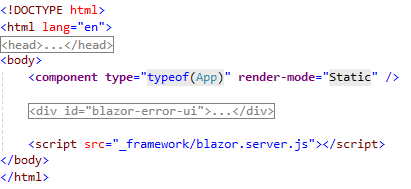 <!DOCTYPE html>
<html lang="en">
<head>...</head>
<body>
<component type="typeof(App)" render-mode="Static" />
<div id="blazor-error-ui">...</div>
<script src="_framework/blazor.server.js"></script>
</body>
</html>